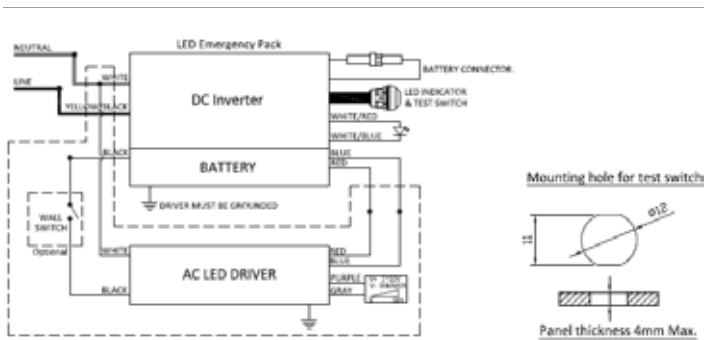 LED Emergency Pack
NEUTRAL
WHITE
LINE
YELLOW/BLACK
DC Inverter
BATTERY CONNECTOR
LED INDICATOR
& TEST SWITCH
WHITE/RED
WHITE/BLUE
BLACK
BATTERY
BLUE
RED
DRIVER MUST BE GROUNDED
WALL
SWITCH
Optional
WHITE
AC LED DRIVER
RED
BLUE
PURPLE
GRAY
BLACK
Mounting hole for test switch
ø12
11
Panel thickness 4mm Max.